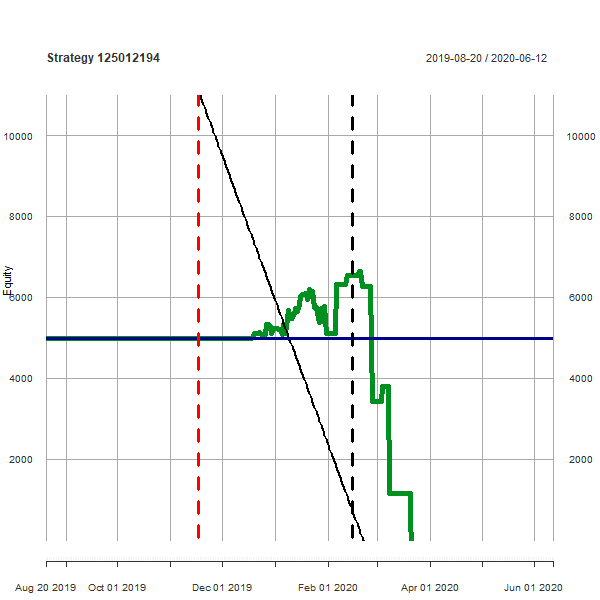 Strategy 125012194
2019-08-20 / 2020-06-12
10000
10000
8000
8000
Equity
6000
6000
4000
4000
2000
2000
Aug 20 2019
Oct 01 2019
Dec 01 2019
Feb 01 2020
Apr 01 2020
Jun 01 2020